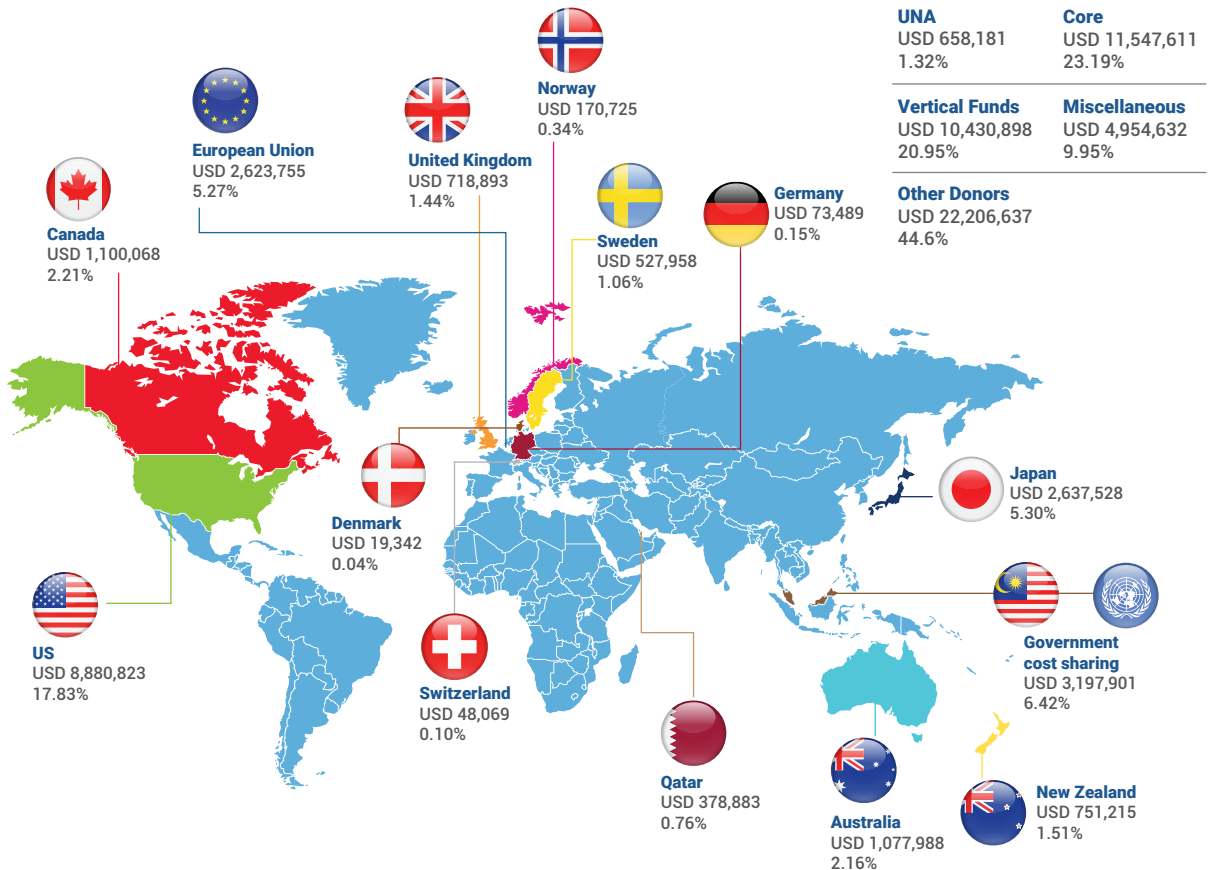 UNA
USD 658,181
1.32%
Core
USD 11,547,611
23.19%
Vertical Funds
USD 10,430,898
20.95%
Miscellaneous
USD 4,954,632
9.95%
Other Donors
USD 22,206,637
44.6%
Norway
USD 170,725
0.34%
European Union
USD 2,623,755
5.27%
United Kingdom
USD 718,893
1.44%
Canada
USD 1,100,068
2.21%
Sweden
USD 527,958
1.06%
Germany
USD 73,489
0.15%
Denmark
USD 19,342
0.04%
Japan
USD 2,637,528
5.30%
US
USD 8,880,823
17.83%
Switzerland
USD 48,069
0.10%
Government
cost sharing
USD 3,197,901
6.42%
Qatar
USD 378,883
0.76%
Australia
USD 1,077,988
2.16%
New Zealand
USD 751,215
1.51%